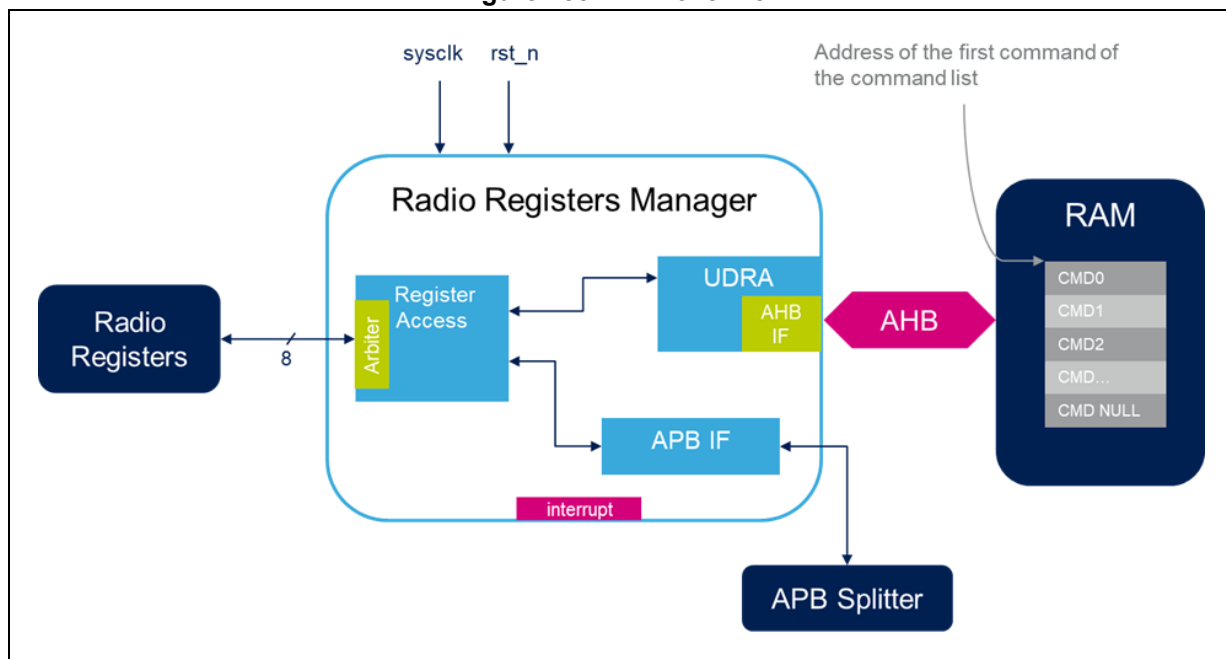 sysclk
rst_n
Address of the first command of
the command list
Radio Registers Manager
RAM
UDRA
AHB
IF
AHB
CMD0
CMD1
CMD2
CMD...
CMD NULL
Register
Access
Arbiter
Radio
Registers
8
APB IF
interrupt
APB Splitter